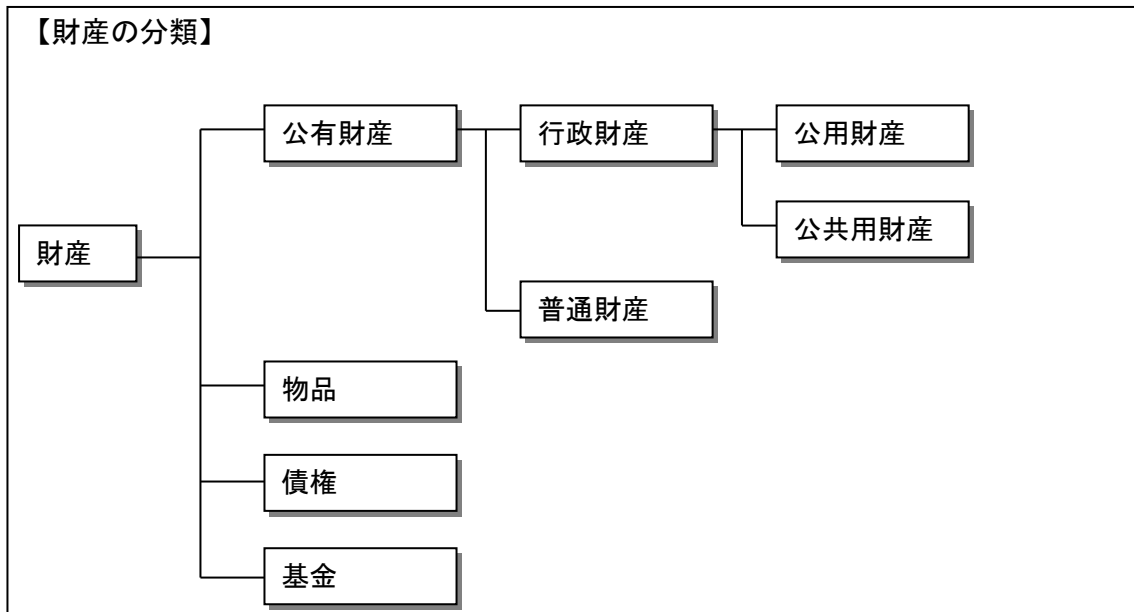 【財産の分類】
公有財産
行政財産
公用財産
公共用財産
財産
普通財産
物品
債権
基金